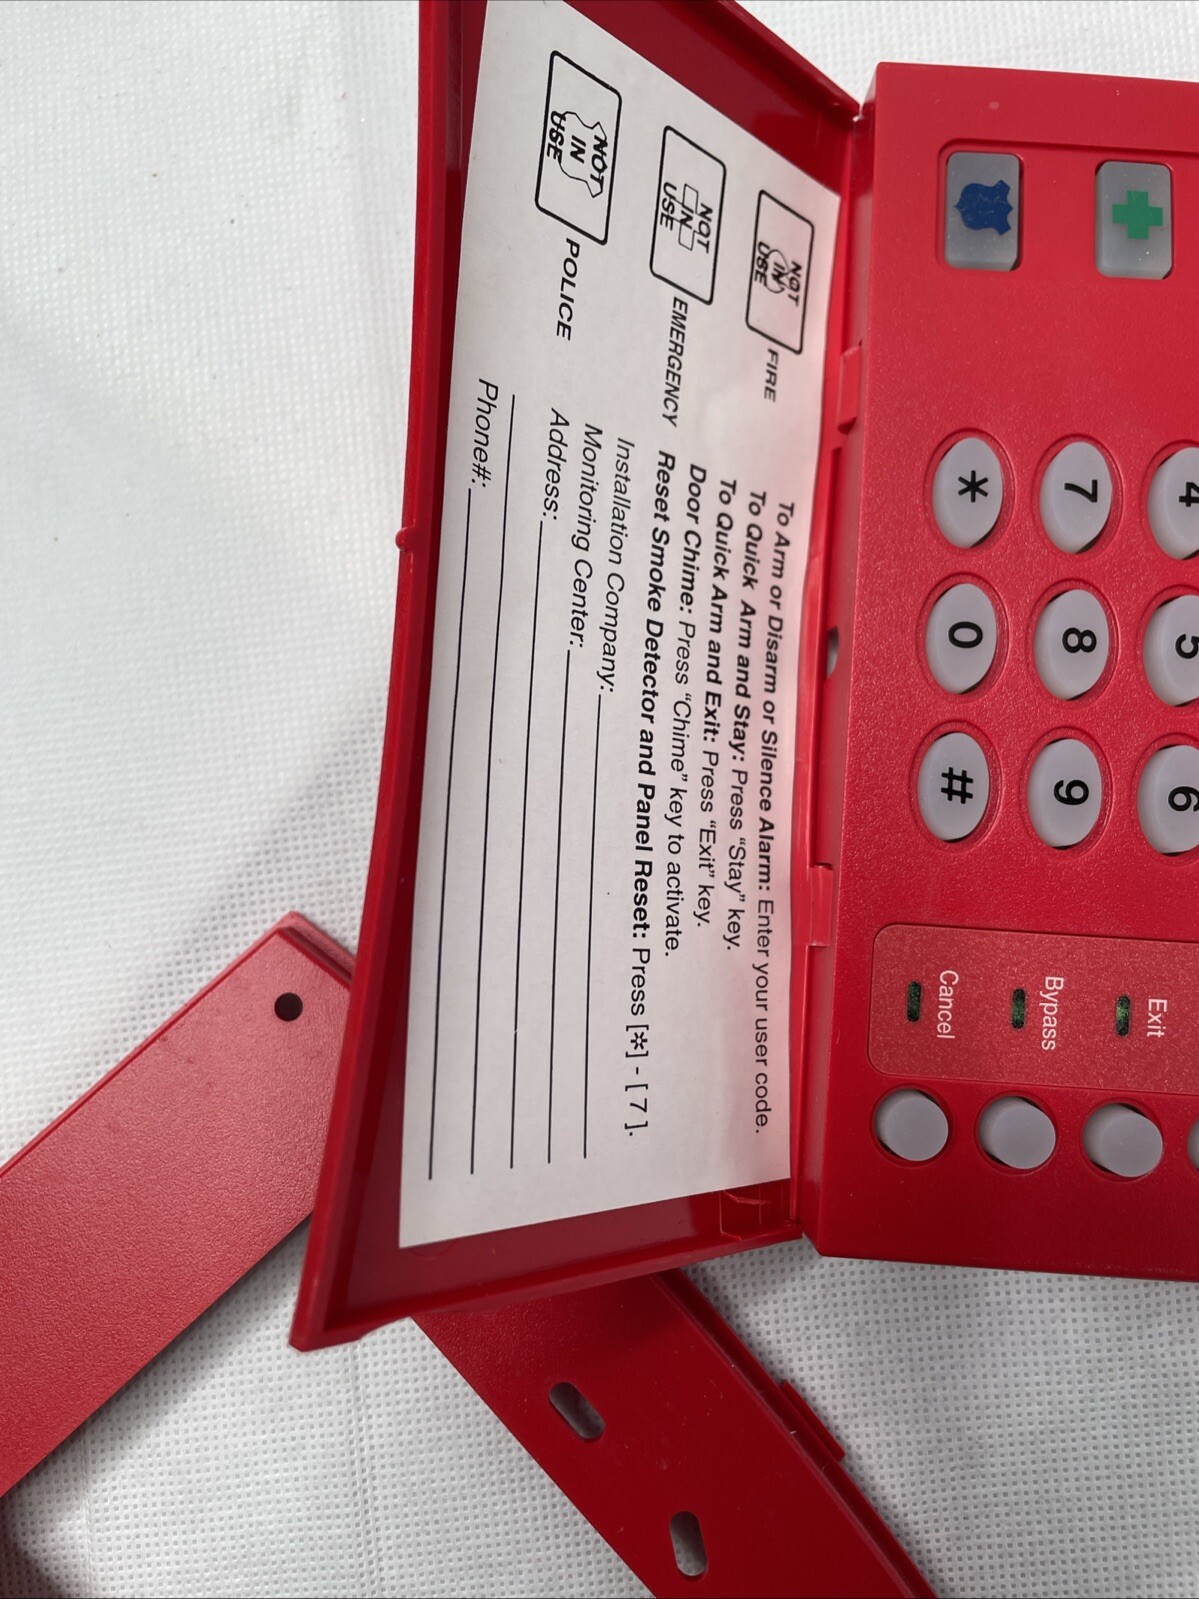 NOT
IN
USE
FIRE
NOT
IN
USE
EMERGENCY
NOT
IN
USE
POLICE
To Arm or Disarm or Silence Alarm: Enter your user code.
To Quick Arm and Stay: Press “Stay” key.
To Quick Arm and Exit: Press “Exit” key.
Door Chime: Press “Chime” key to activate.
Reset Smoke Detector and Panel Reset: Press [*] - [ 7 ].
Installation Company:
Monitoring Center:
Address:
Phone#:
4 5 6
7 8 9
* 0 #
Exit
Bypass
Cancel